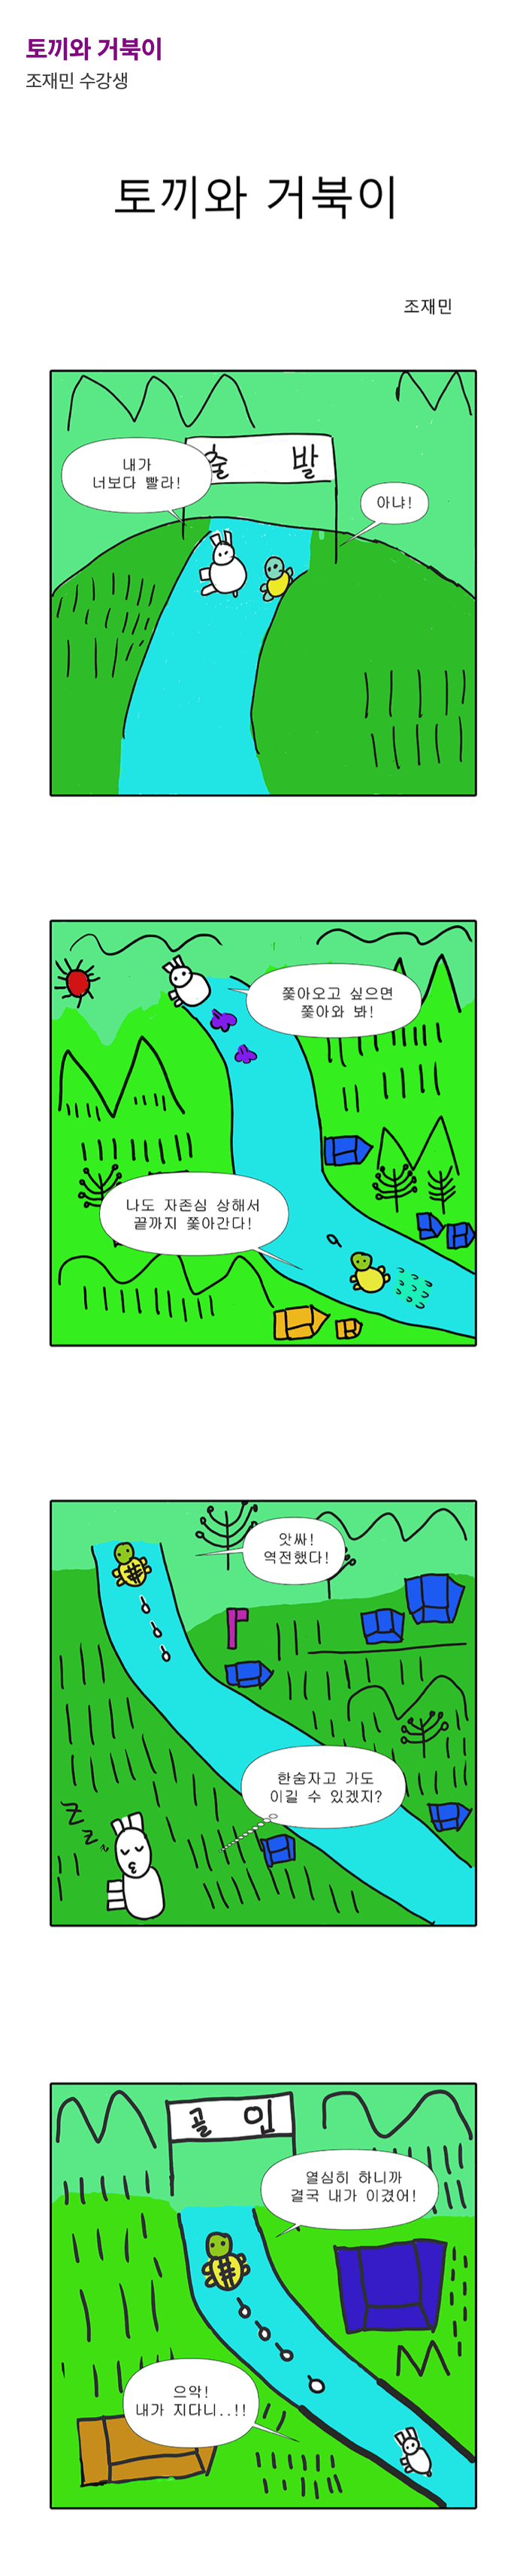 토끼와 거북이
조재민 수강생
토끼와 거북이
조재민
출 발
내가
너보다 빨라!
아냐!
쫓아오고 싶으면
쫓아와 봐!
나도 자존심 상해서
끝까지 쫓아간다!
앗싸!
역전했다!
한숨자고 가도
이길 수 있겠지?
z z z
골 인
열심히 하니까
결국 내가 이겼어!
으악!
내가 지다니..!!